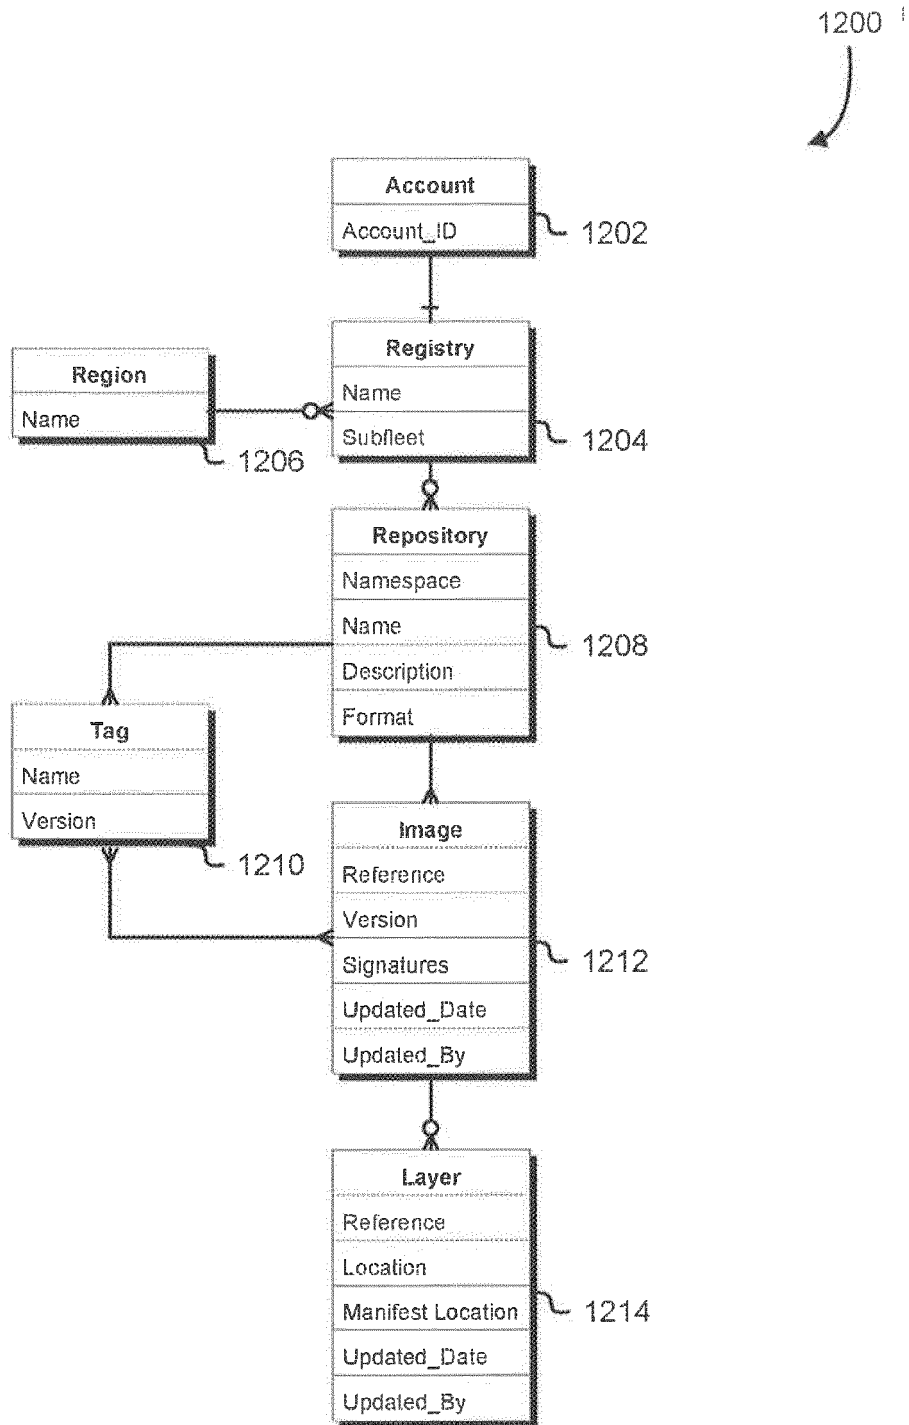 1200
Account
Account_ID
1202
Registry
Name
Subfleet
1204
Region
Name
1206
Repository
Namespace
Name
Description
Format
1208
Tag
Name
Version
1210
Image
Reference
Version
Signatures
Updated_Date
Updated_By
1212
Layer
Reference
Location
Manifest Location
Updated_Date
Updated_By
1214